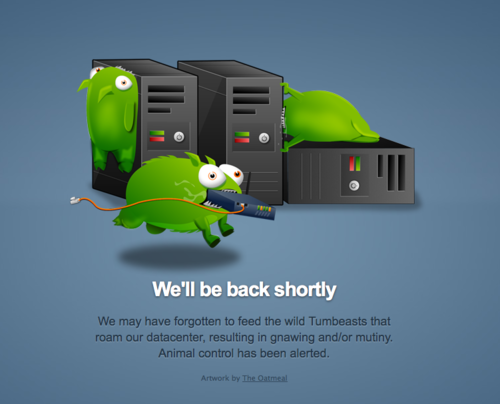 We'll be back shortly
We may have forgotten to feed the wild Tumbeasts that
roam our datacenter, resulting in gnawing and/or mutiny.
Animal control has been alerted.
Artwork by The Oatmeal